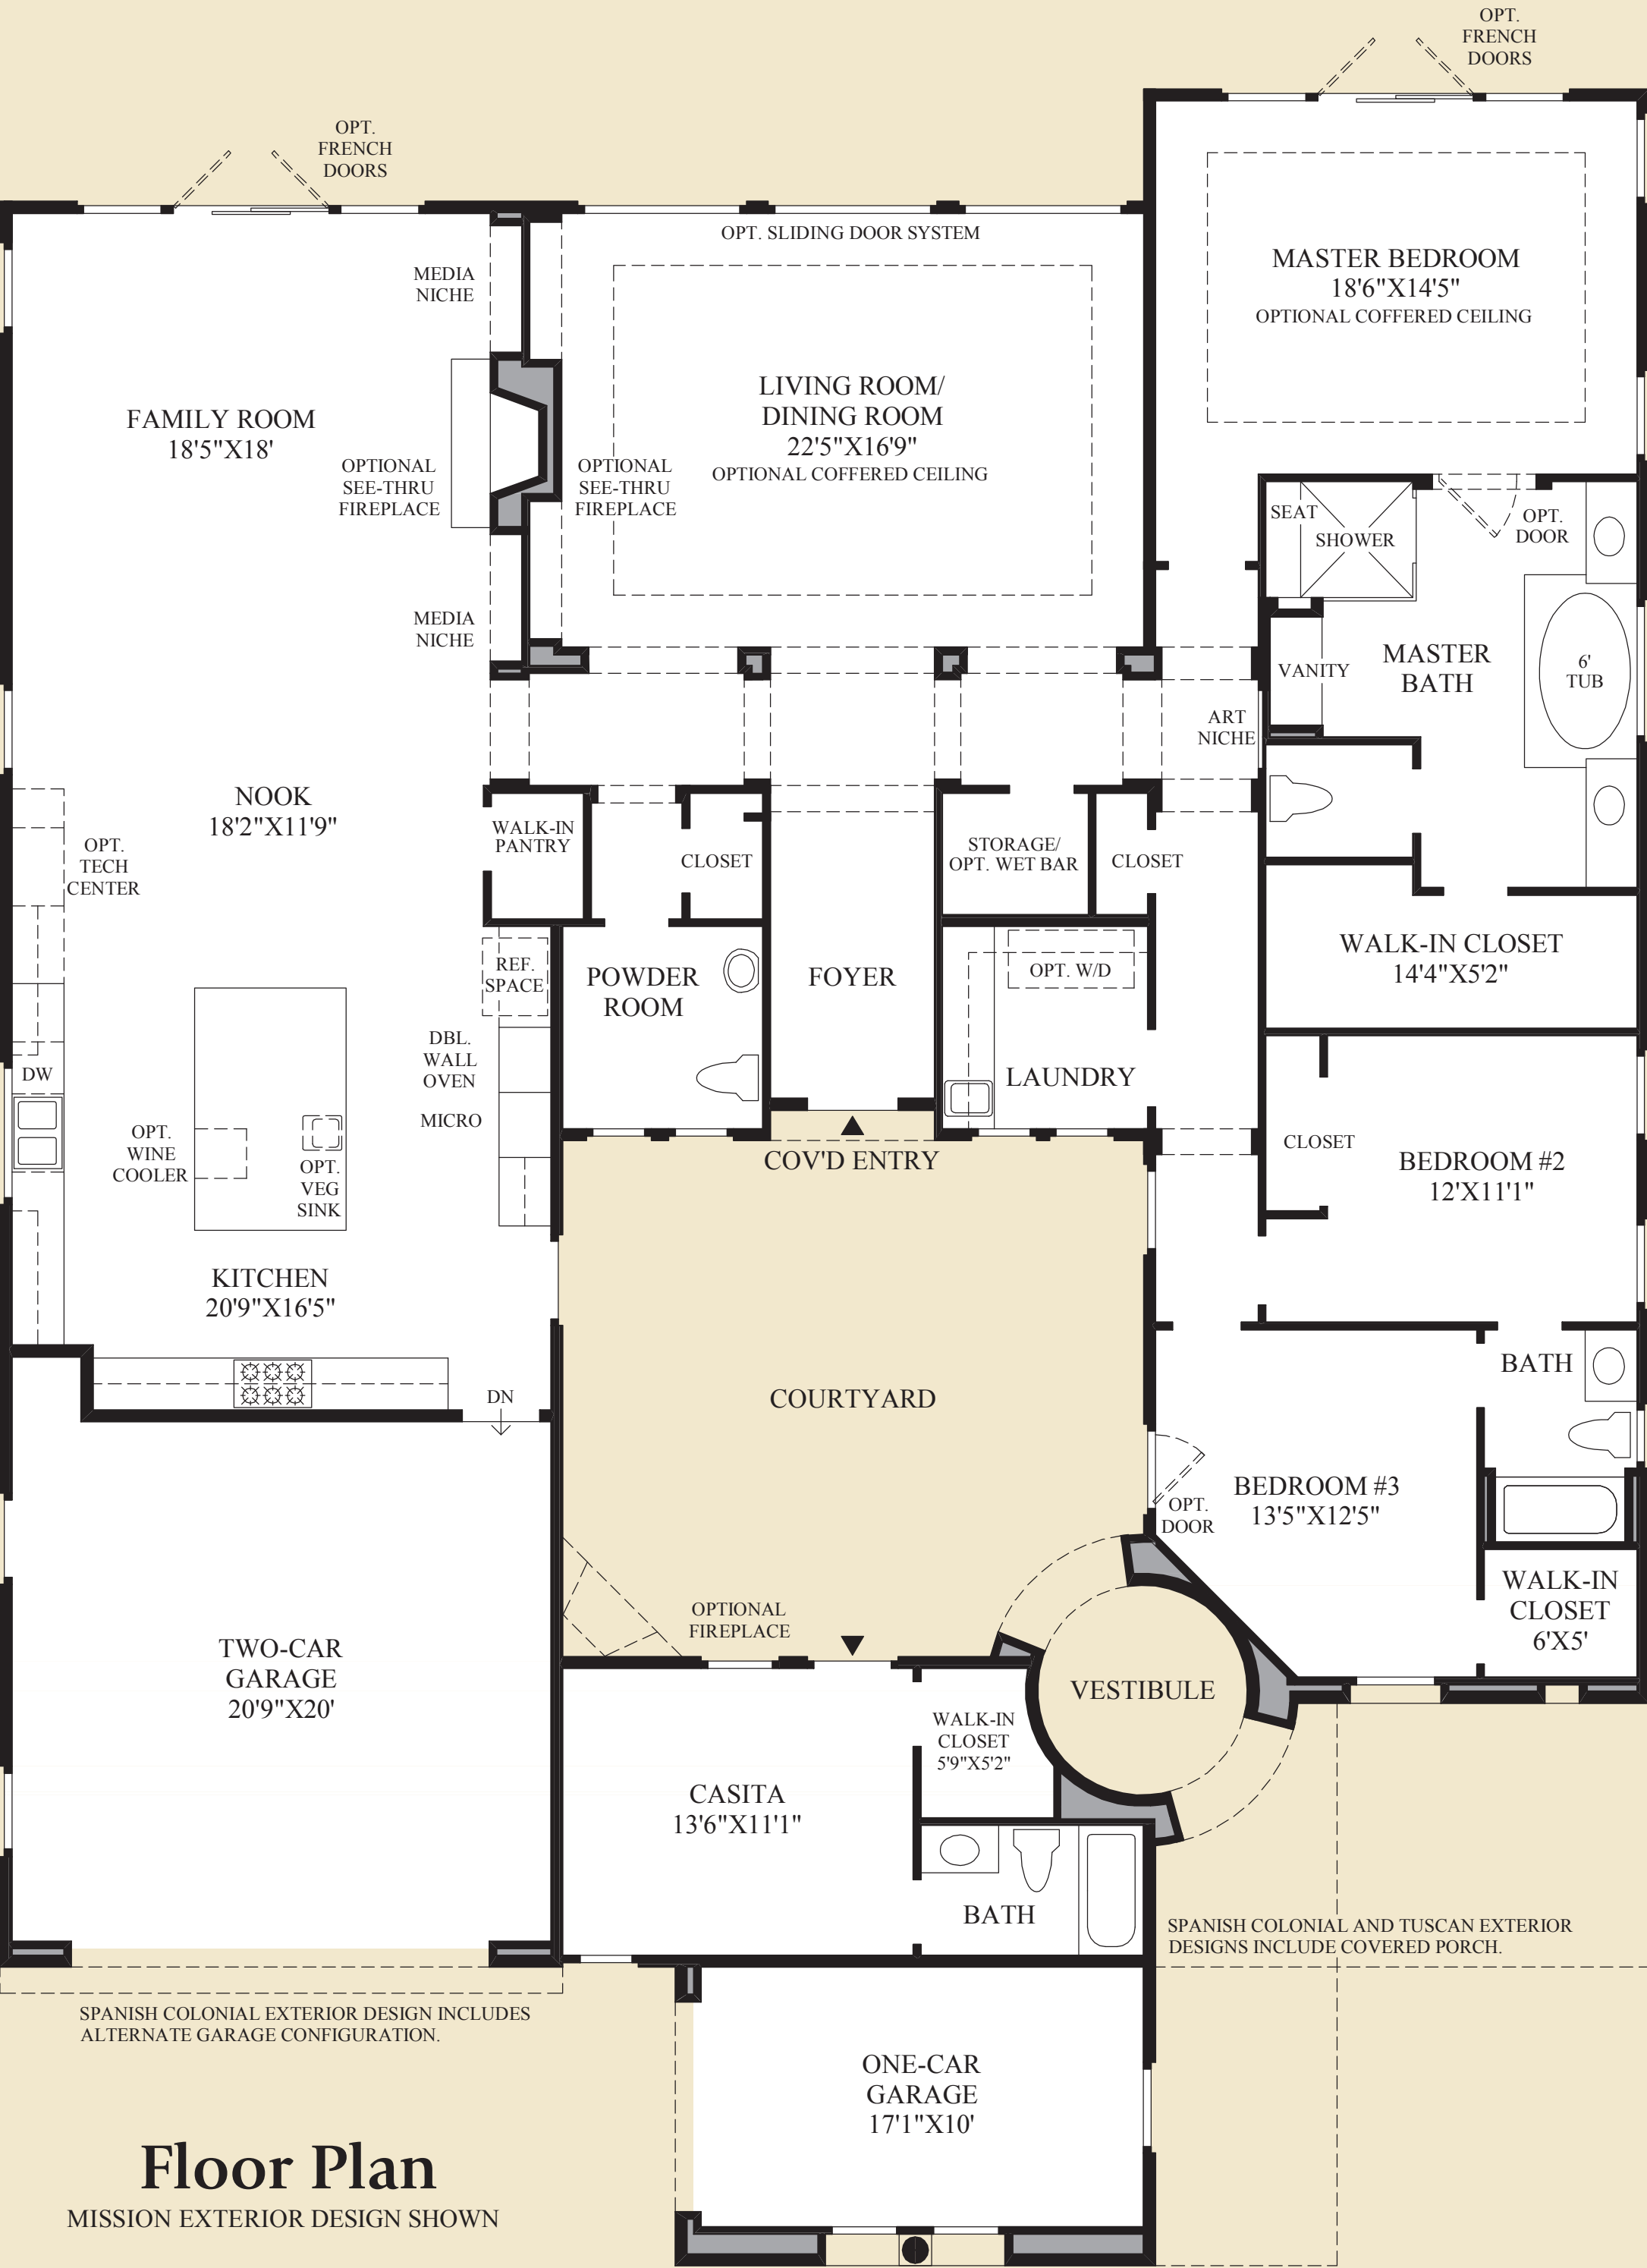 OPT.
FRENCH
DOORS
OPT.
FRENCH
DOORS
OPT. SLIDING DOOR SYSTEM
MEDIA
NICHE
MASTER BEDROOM
18'6"X14'5"
OPTIONAL COFFERED CEILING
FAMILY ROOM
18'5"X18'
LIVING ROOM/
DINING ROOM
22'5"X16'9"
OPTIONAL COFFERED CEILING
OPTIONAL
SEE-THRU
FIREPLACE
OPTIONAL
SEE-THRU
FIREPLACE
SEAT
SHOWER
OPT.
DOOR
MEDIA
NICHE
VANITY
MASTER
BATH
6'
TUB
ART
NICHE
NOOK
18'2"X11'9"
OPT.
TECH
CENTER
WALK-IN
PANTRY
CLOSET
STORAGE/
OPT. WET BAR
CLOSET
WALK-IN CLOSET
14'4"X5'2"
REF.
SPACE
POWDER
ROOM
FOYER
OPT. W/D
LAUNDRY
DW
DBL.
WALL
OVEN
MICRO
OPT.
WINE
COOLER
OPT.
VEG
SINK
COV'D ENTRY
CLOSET
BEDROOM #2
12'X11'1"
KITCHEN
20'9"X16'5"
DN
COURTYARD
BATH
BEDROOM #3
13'5"X12'5"
OPT.
DOOR
WALK-IN
CLOSET
6'X5'
OPTIONAL
FIREPLACE
TWO-CAR
GARAGE
20'9"X20'
VESTIBULE
WALK-IN
CLOSET
5'9"X5'2"
CASITA
13'6"X11'1"
BATH
SPANISH COLONIAL AND TUSCAN EXTERIOR
DESIGNS INCLUDE COVERED PORCH.
SPANISH COLONIAL EXTERIOR DESIGN INCLUDES
ALTERNATE GARAGE CONFIGURATION.
ONE-CAR
GARAGE
17'1"X10'
Floor Plan
MISSION EXTERIOR DESIGN SHOWN